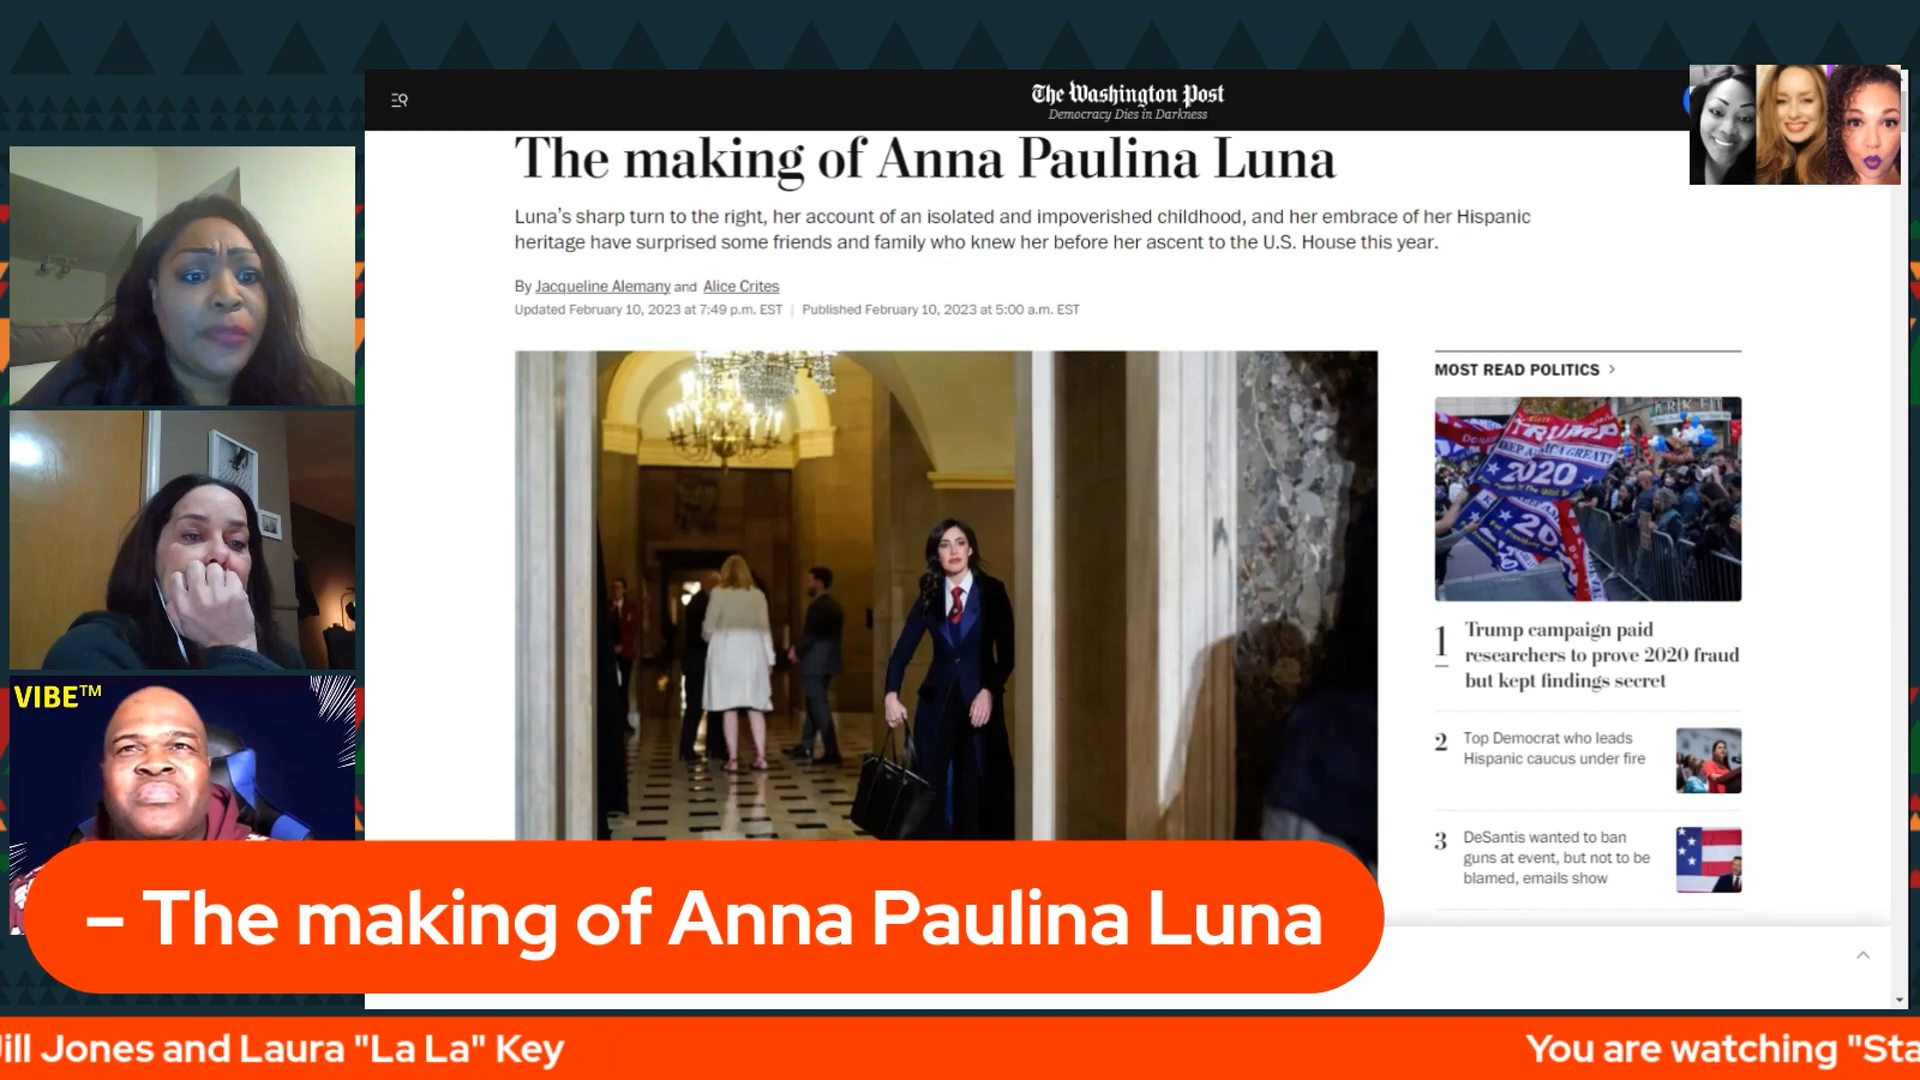 The Washington Post
Democracy Dies in Darkness
The making of Anna Paulina Luna
Luna's sharp turn to the right, her account of an isolated and impoverished childhood, and her embrace of her Hispanic
heritage have surprised some friends and family who knew her before her ascent to the U.S. House this year.
By Jacqueline Alemany and Alice Crites
Updated February 10, 2023 at 7:49 p.m. EST | Published February 10, 2023 at 5:00 a.m. EST
MOST READ POLITICS >
TRUMP
2020
1 Trump campaign paid
researchers to prove 2020 fraud
but kept findings secret
2 Top Democrat who leads
Hispanic caucus under fire
3 DeSantis wanted to ban
guns at event, but not to be
blamed, emails show
VIBE™
– The making of Anna Paulina Luna
Jill Jones and Laura "La La" Key
You are watching "Sta